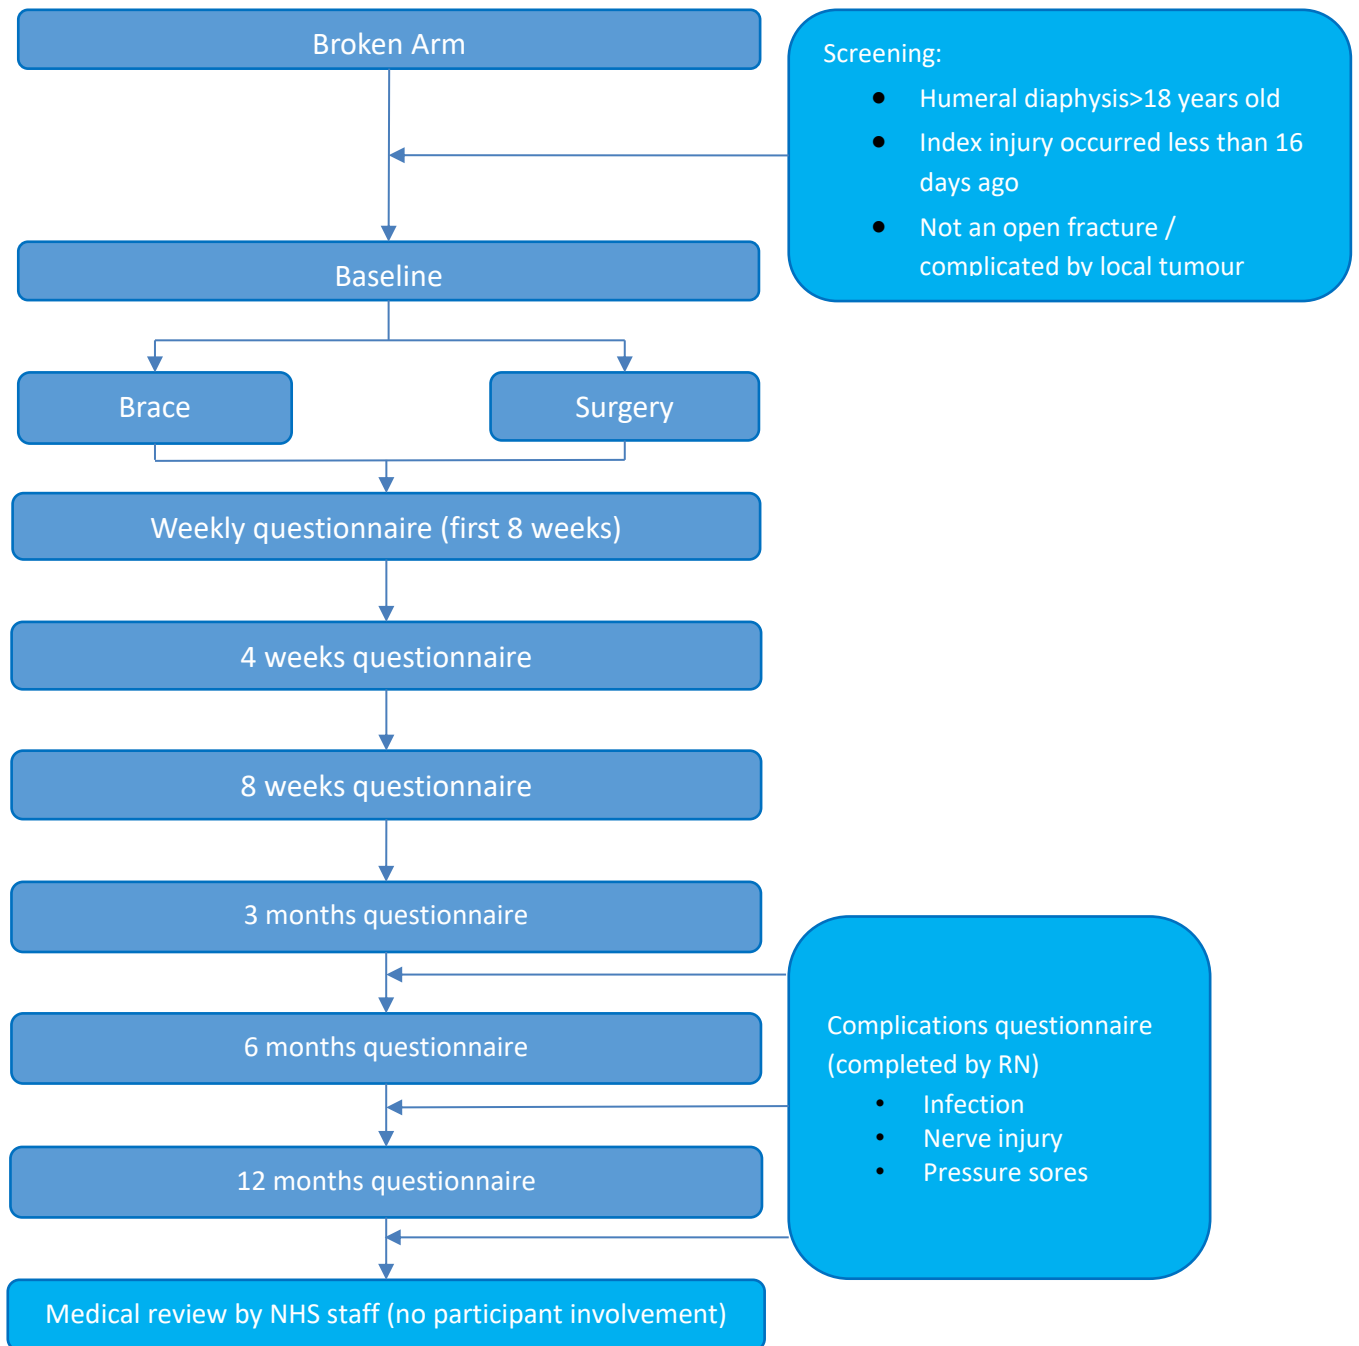 Broken Arm
Screening:
● Humeral diaphysis>18 years old
● Index injury occurred less than 16
days ago
● Not an open fracture /
complicated by local tumour
Baseline
Brace
Surgery
Weekly questionnaire (first 8 weeks)
4 weeks questionnaire
8 weeks questionnaire
3 months questionnaire
6 months questionnaire
Complications questionnaire
(completed by RN)
• Infection
• Nerve injury
• Pressure sores
12 months questionnaire
Medical review by NHS staff (no participant involvement)